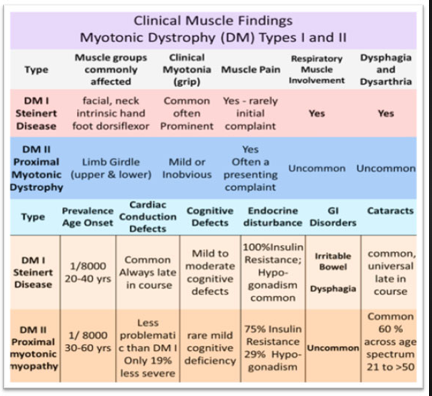 Clinical Muscle Findings
Myotonic Dystrophy (DM) Types I and II
Type
Muscle groups
commonly
affected
Clinical
Myotonia
(grip)
Muscle Pain
Respiratory
Muscle
Involvement
Dysphagia
and
Dysarthria
DM I
Steinert
Disease
facial, neck
intrinsic hand
foot dorsiflexor
Common
often
Prominent
Yes - rarely
initial
complaint
Yes
Yes
DM II
Proximal
Myotonic
Dystrophy
Limb Girdle
(upper & lower)
Mild or
Inobvious
Yes
Often a
presenting
complaint
Uncommon
Uncommon
Type
Prevalence
Age Onset
Cardiac
Conduction
Defects
Cognitive
Defects
Endocrine
disturbance
GI
Disorders
Cataracts
DM I
Steinert
Disease
1/8000
20-40 yrs
Common
Always late
in course
Mild to
moderate
cognitive
defects
100%Insulin
Resistance;
Hypo-
gonadism
common
Irritable
Bowel
Dysphagia
common,
universal
late in
course
DM II
Proximal
myotonic
myopathy
1/ 8000
30-60 yrs
Less
problemati
c than DM I
Only 19%
less severe
rare mild
cognitive
deficiency
75% Insulin
Resistance
29% Hypo-
gonadism
Uncommon
Common
60 %
across age
spectrum
21 to >50